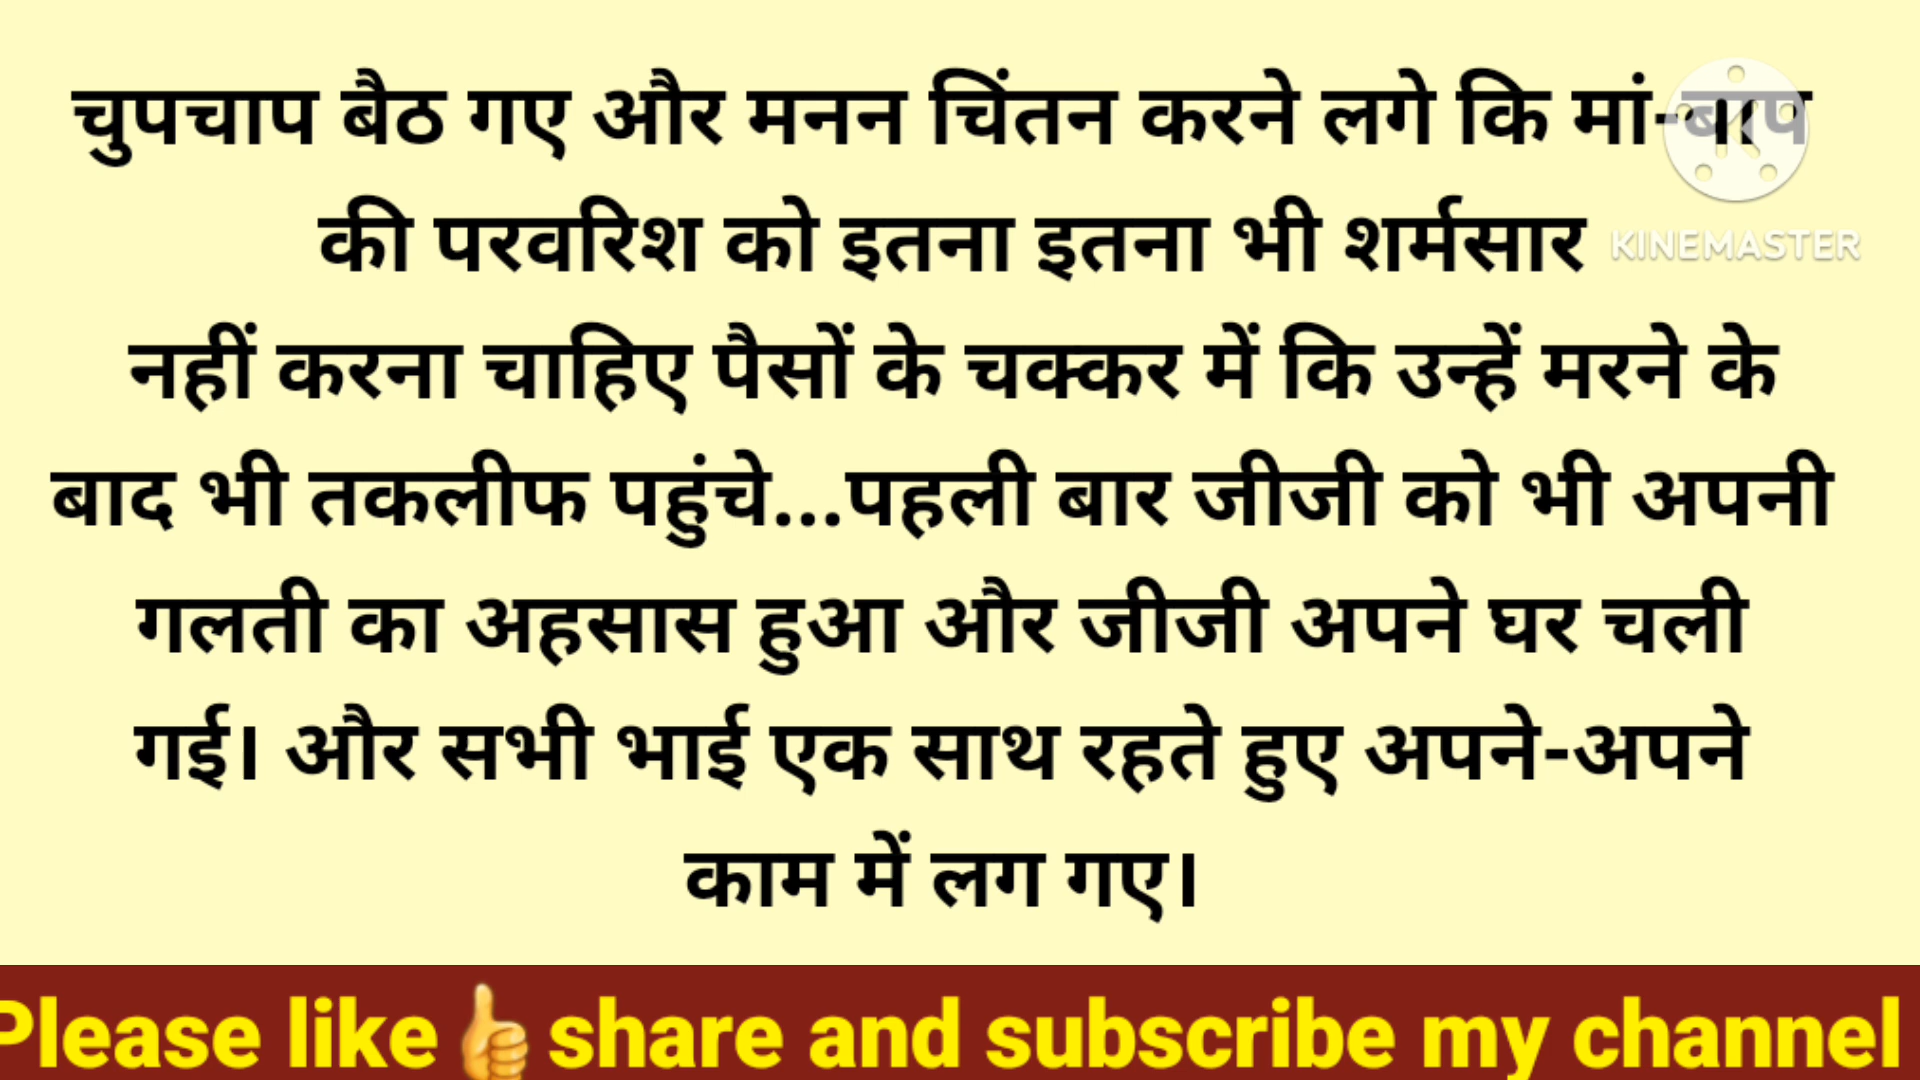 चुपचाप बैठ गए और मनन चिंतन करने लगे कि मां-बाप
की परवरिश को इतना इतना भी शर्मसार
KINEMASTER
नहीं करना चाहिए पैसों के चक्कर में कि उन्हें मरने के
बाद भी तकलीफ पहुंचे...पहली बार जीजी को भी अपनी
गलती का अहसास हुआ और जीजी अपने घर चली
गई। और सभी भाई एक साथ रहते हुए अपने-अपने
काम में लग गए।
Please like👍share and subscribe my channel